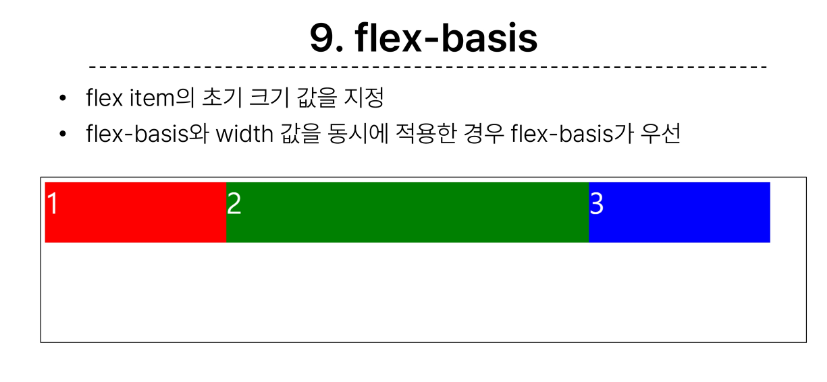 9. flex-basis
• flex item의 초기 크기 값을 지정
• flex-basis와 width 값을 동시에 적용한 경우 flex-basis가 우선
1 2 3